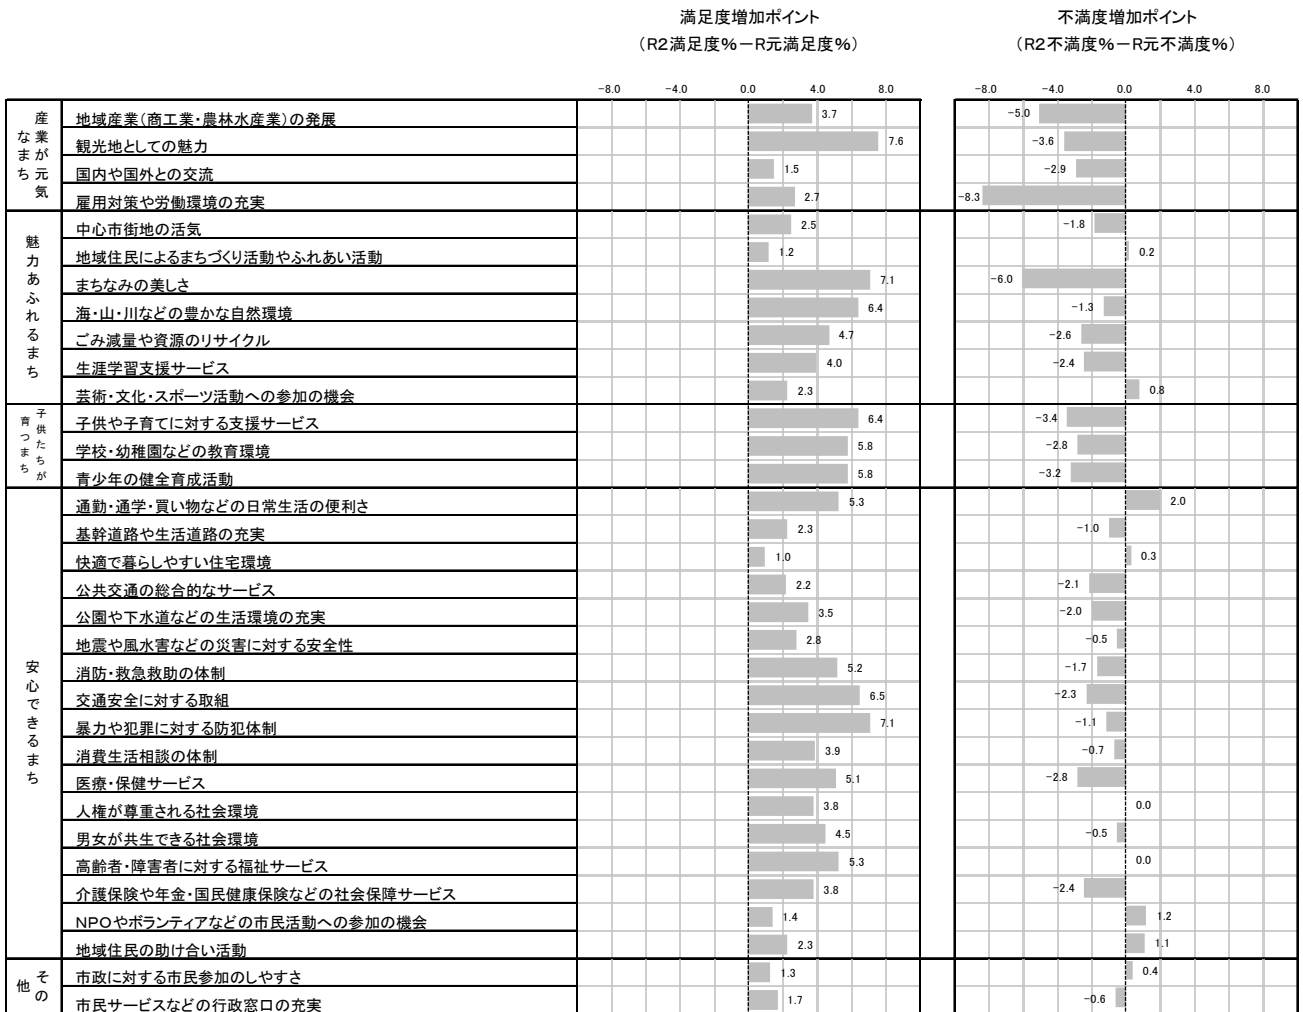 満足度増加ポイント
（R2満足度%－R元満足度%）
不満度増加ポイント
（R2不満度%－R元不満度%）
-8.0 -4.0 0.0 4.0 8.0 -8.0 -4.0 0.0 4.0 8.0
産業が元気なまち
地域産業（商工業・農林水産業）の発展 3.7 -5.0
観光地としての魅力 7.6 -3.6
国内や国外との交流 1.5 -2.9
雇用対策や労働環境の充実 2.7 -8.3
魅力あふれるまち
中心市街地の活気 2.5 -1.8
地域住民によるまちづくり活動やふれあい活動 1.2 0.2
まちなみの美しさ 7.1 -6.0
海・山・川などの豊かな自然環境 6.4 -1.3
ごみ減量や資源のリサイクル 4.7 -2.6
生涯学習支援サービス 4.0 -2.4
芸術・文化・スポーツ活動への参加の機会 2.3 0.8
子供たちが育つまち
子供や子育てに対する支援サービス 6.4 -3.4
学校・幼稚園などの教育環境 5.8 -2.8
青少年の健全育成活動 5.8 -3.2
安心できるまち
通勤・通学・買い物などの日常生活の便利さ 5.3 2.0
基幹道路や生活道路の充実 2.3 -1.0
快適で暮らしやすい住宅環境 1.0 0.3
公共交通の総合的なサービス 2.2 -2.1
公園や下水道などの生活環境の充実 3.5 -2.0
地震や風水害などの災害に対する安全性 2.8 -0.5
消防・救急救助の体制 5.2 -1.7
交通安全に対する取組 6.5 -2.3
暴力や犯罪に対する防犯体制 7.1 -1.1
消費生活相談の体制 3.9 -0.7
医療・保健サービス 5.1 -2.8
人権が尊重される社会環境 3.8 0.0
男女が共生できる社会環境 4.5 -0.5
高齢者・障害者に対する福祉サービス 5.3 0.0
介護保険や年金・国民健康保険などの社会保障サービス 3.8 -2.4
NPOやボランティアなどの市民活動への参加の機会 1.4 1.2
地域住民の助け合い活動 2.3 1.1
その他
市政に対する市民参加のしやすさ 1.3 0.4
市民サービスなどの行政窓口の充実 1.7 -0.6